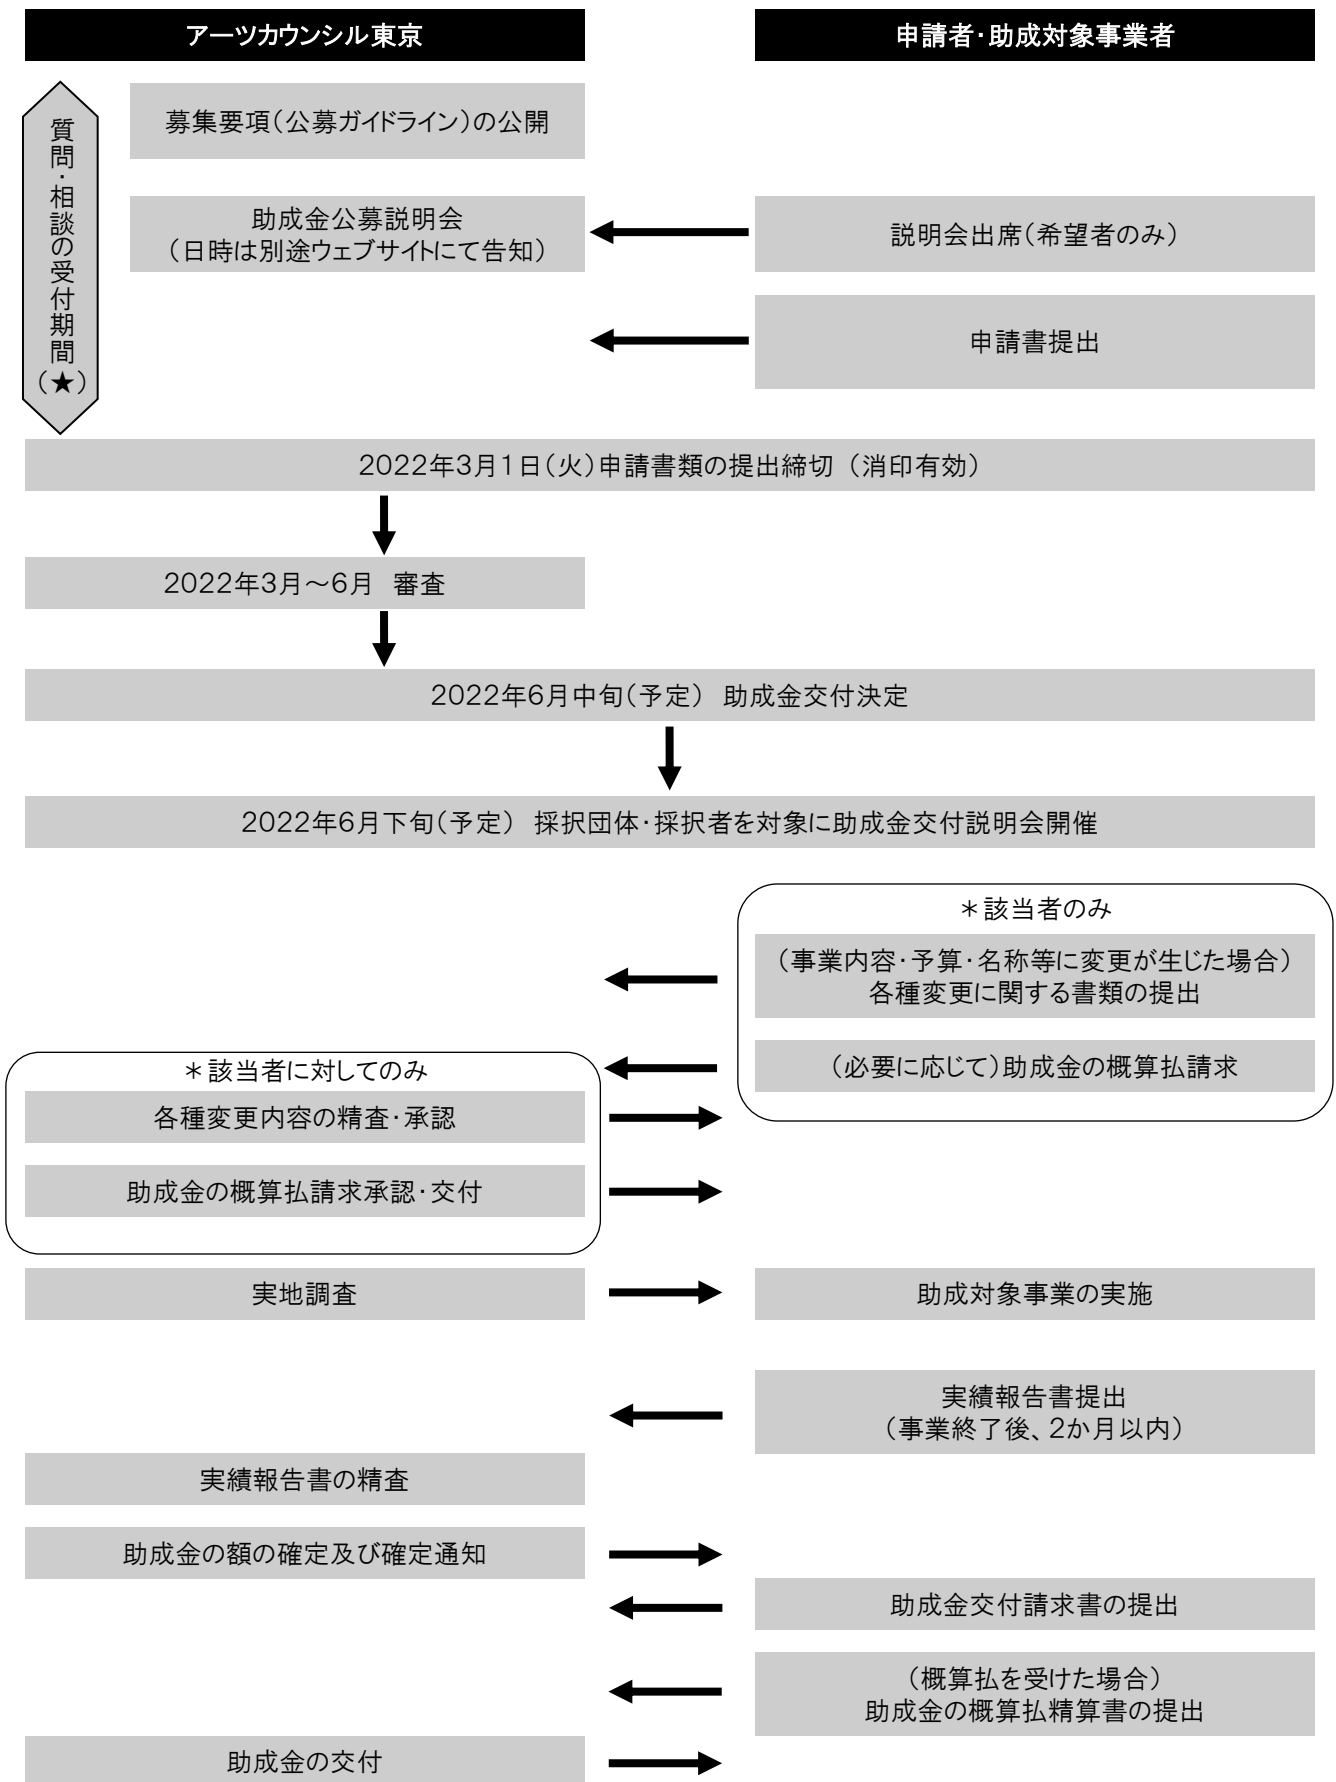 アーツカウンシル東京
申請者・助成対象事業者
質問・相談の受付期間(★)
募集要項(公募ガイドライン)の公開
助成金公募説明会
(日時は別途ウェブサイトにて告知)
説明会出席(希望者のみ)
申請書提出
2022年3月1日(火)申請書類の提出締切 (消印有効)
2022年3月〜6月 審査
2022年6月中旬(予定) 助成金交付決定
2022年6月下旬(予定) 採択団体・採択者を対象に助成金交付説明会開催
＊該当者のみ
(事業内容・予算・名称等に変更が生じた場合)
各種変更に関する書類の提出
(必要に応じて)助成金の概算払請求
＊該当者に対してのみ
各種変更内容の精査・承認
助成金の概算払請求承認・交付
実地調査
助成対象事業の実施
実績報告書提出
(事業終了後、2か月以内)
実績報告書の精査
助成金の額の確定及び確定通知
助成金交付請求書の提出
(概算払を受けた場合)
助成金の概算払精算書の提出
助成金の交付